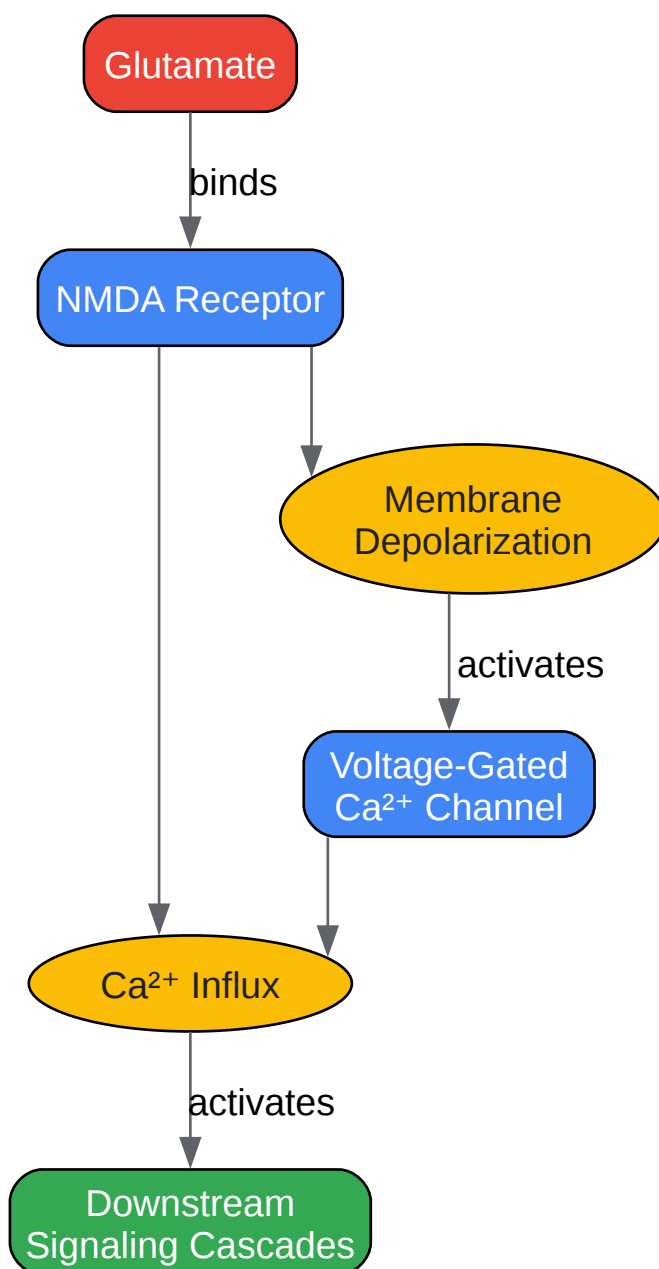 Glutamate
binds
NMDA Receptor
Membrane
Depolarization
activates
Voltage-Gated
Ca²⁺ Channel
Ca²⁺ Influx
activates
Downstream
Signaling Cascades